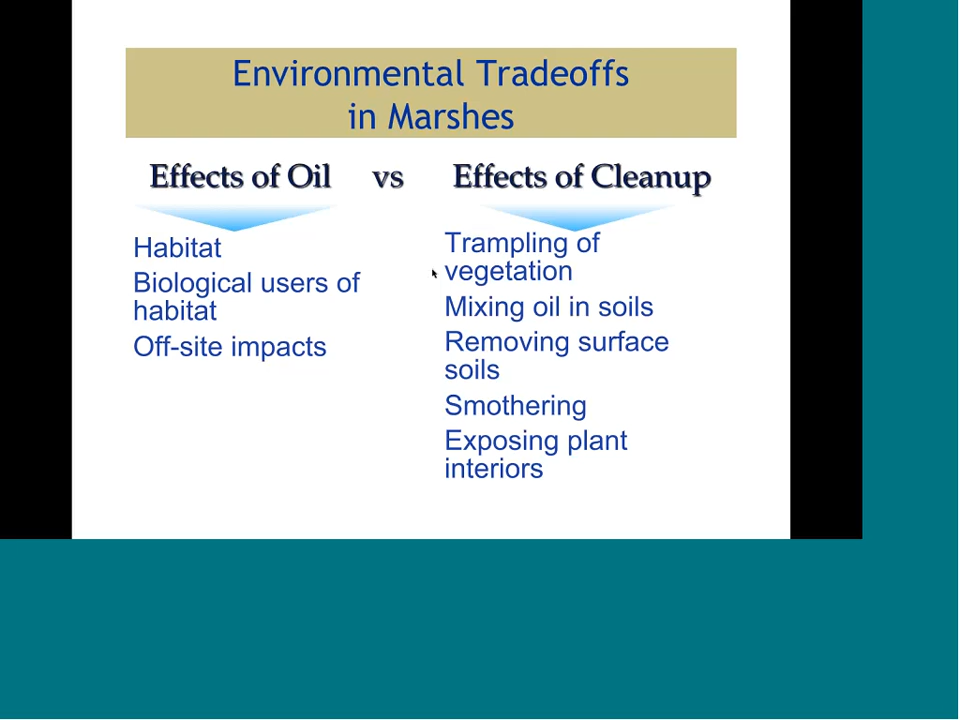 Environmental Tradeoffs
in Marshes
Effects of Oil vs Effects of Cleanup
Habitat
Biological users of
habitat
Off-site impacts
Trampling of
vegetation
Mixing oil in soils
Removing surface
soils
Smothering
Exposing plant
interiors